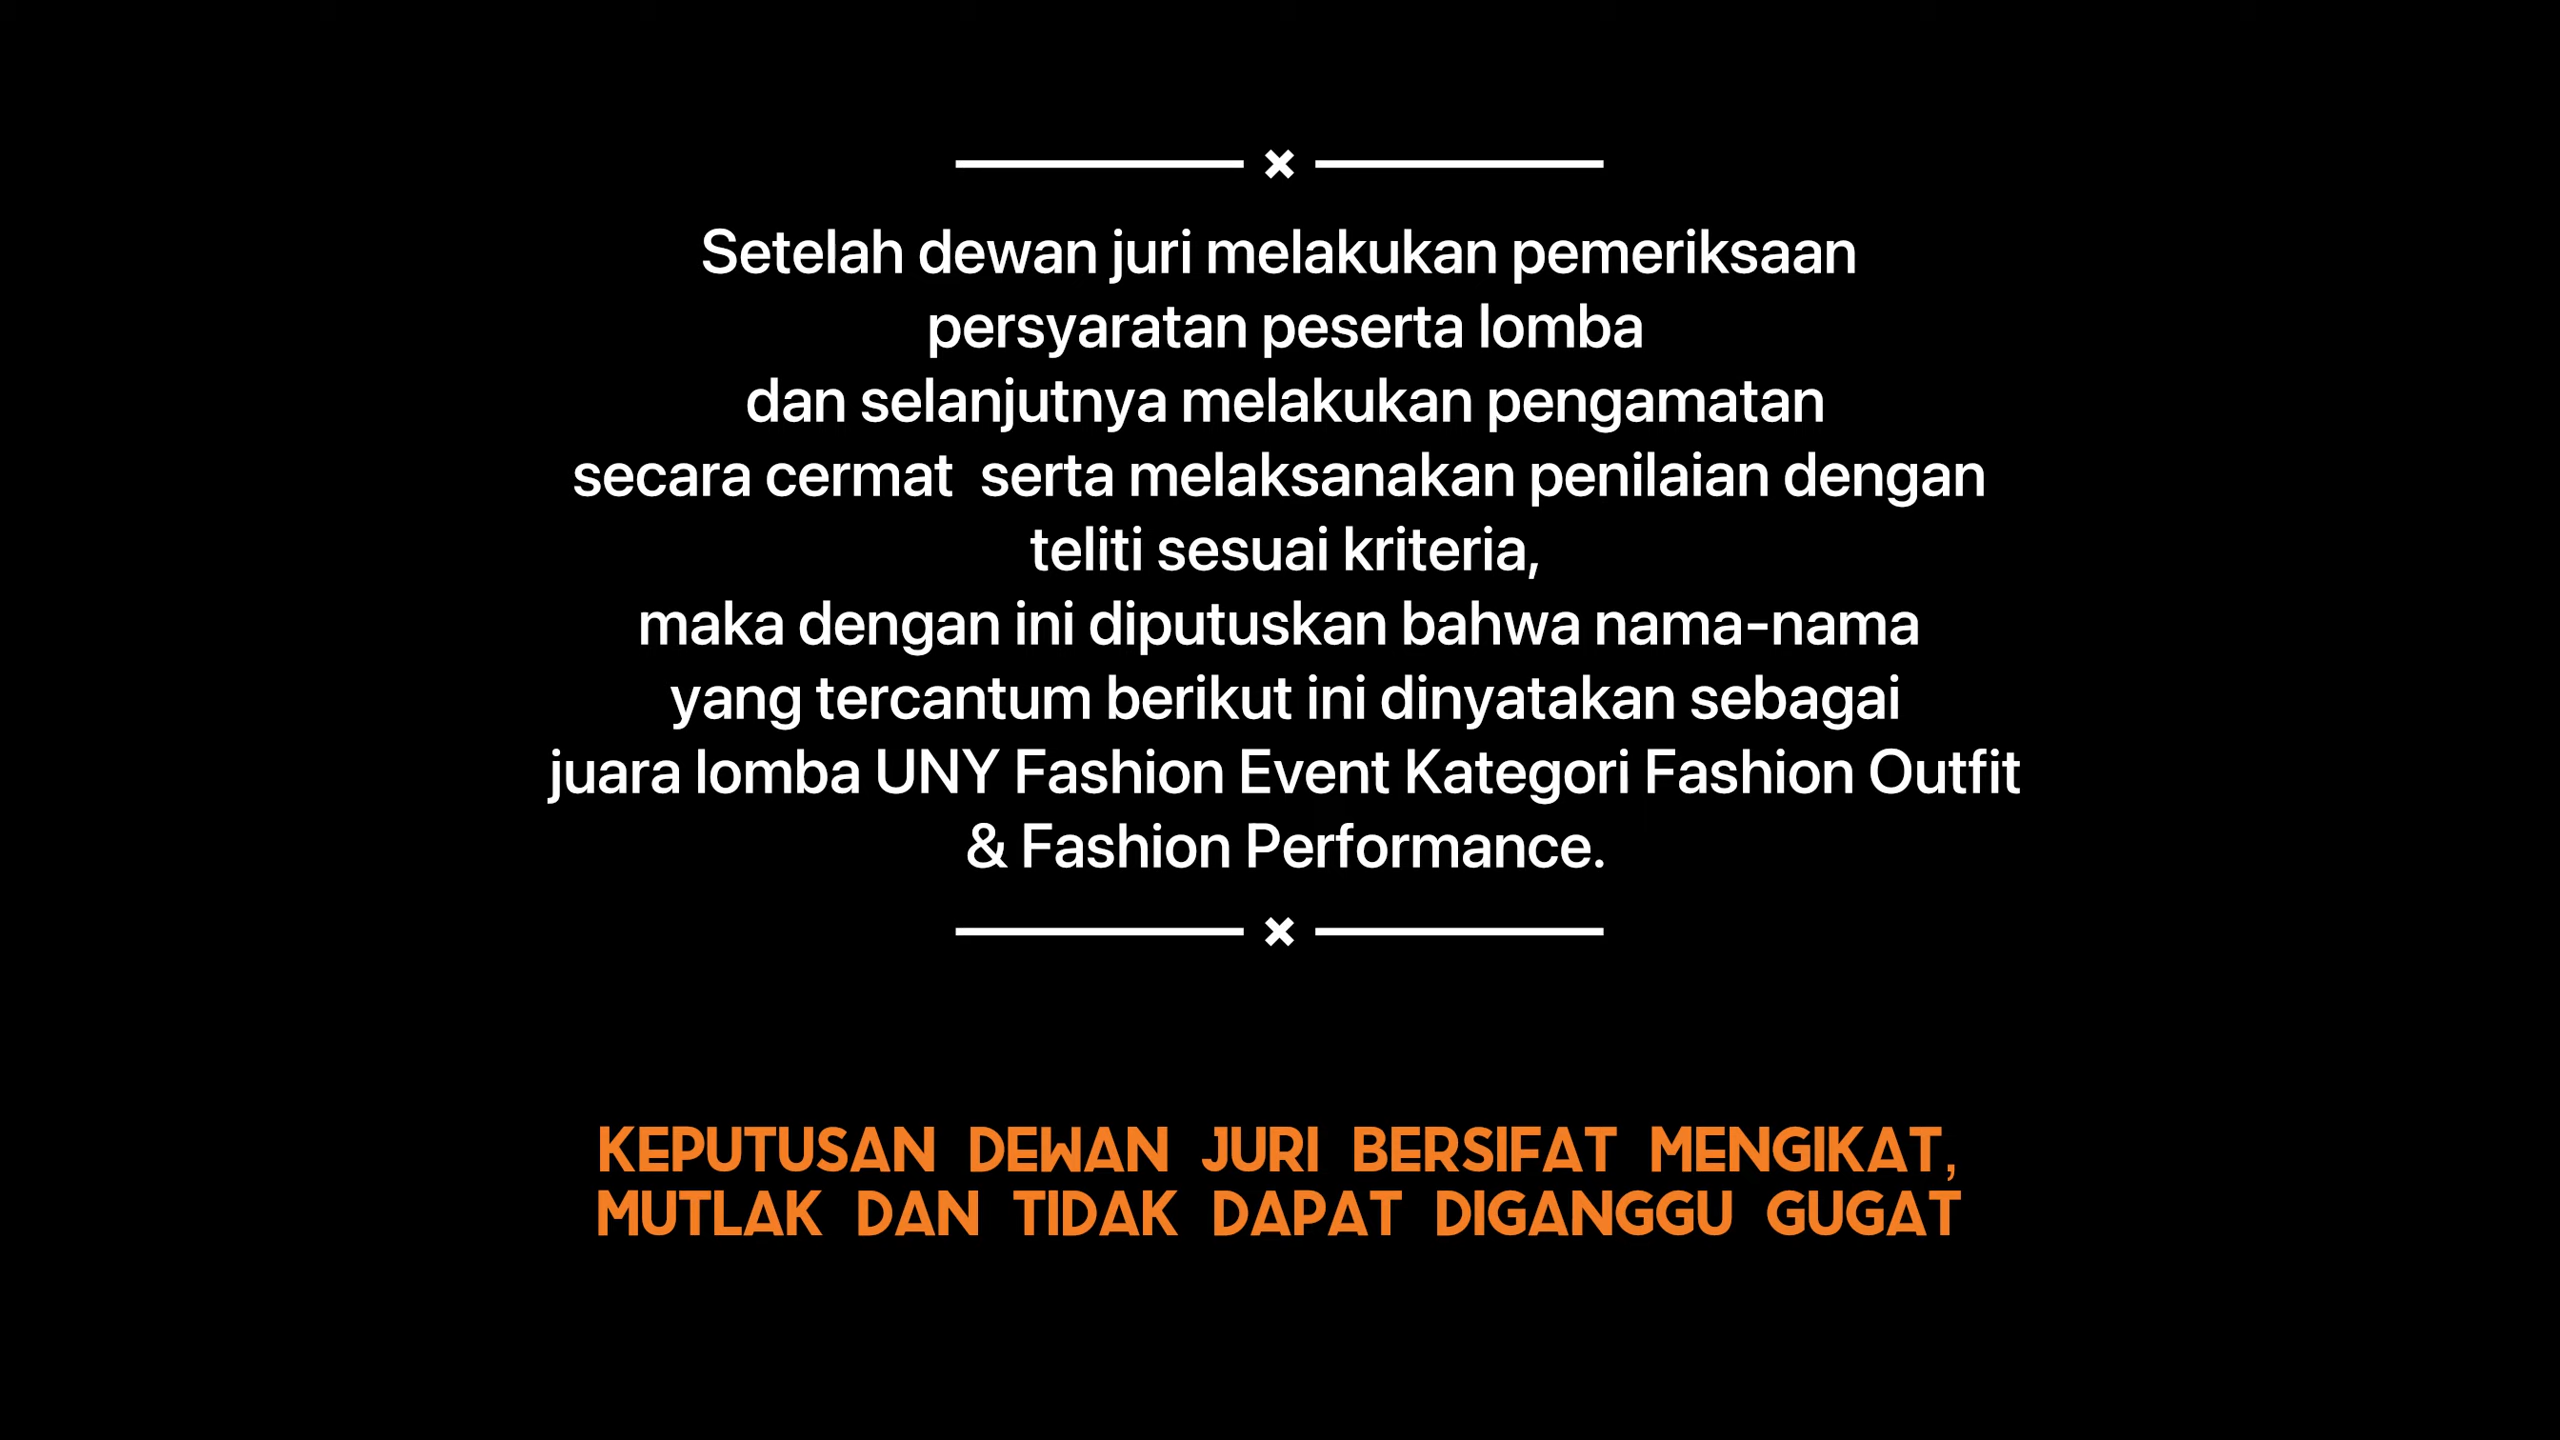 Setelah dewan juri melakukan pemeriksaan
persyaratan peserta lomba
dan selanjutnya melakukan pengamatan
secara cermat  serta melaksanakan penilaian dengan
teliti sesuai kriteria,
maka dengan ini diputuskan bahwa nama-nama
yang tercantum berikut ini dinyatakan sebagai
juara lomba UNY Fashion Event Kategori Fashion Outfit
& Fashion Performance.
KEPUTUSAN DEWAN JURI BERSIFAT MENGIKAT,
MUTLAK DAN TIDAK DAPAT DIGANGGU GUGAT